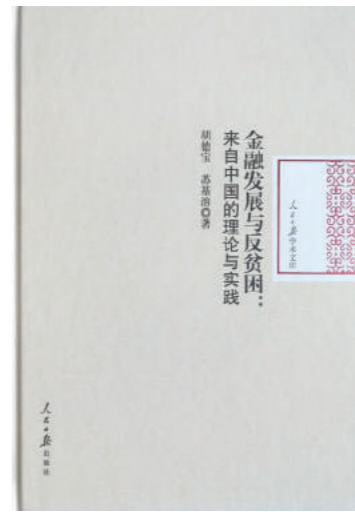 人民日报学术文库
金融发展与反贫困：
来自中国的理论与实践
胡德宝 苏基溶◎著
人民日报出版社